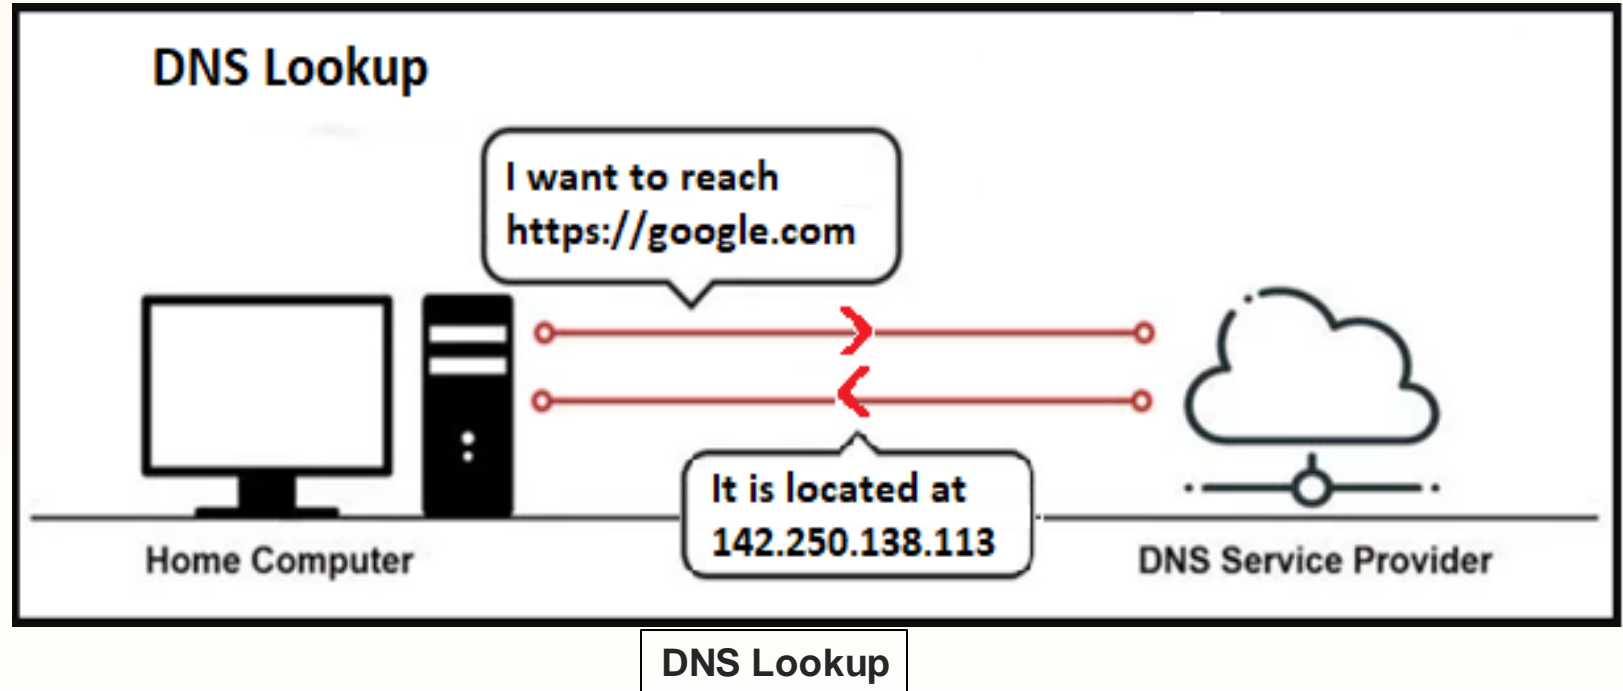 DNS Lookup
I want to reach
https://google.com
It is located at
142.250.138.113
Home Computer
DNS Service Provider
DNS Lookup